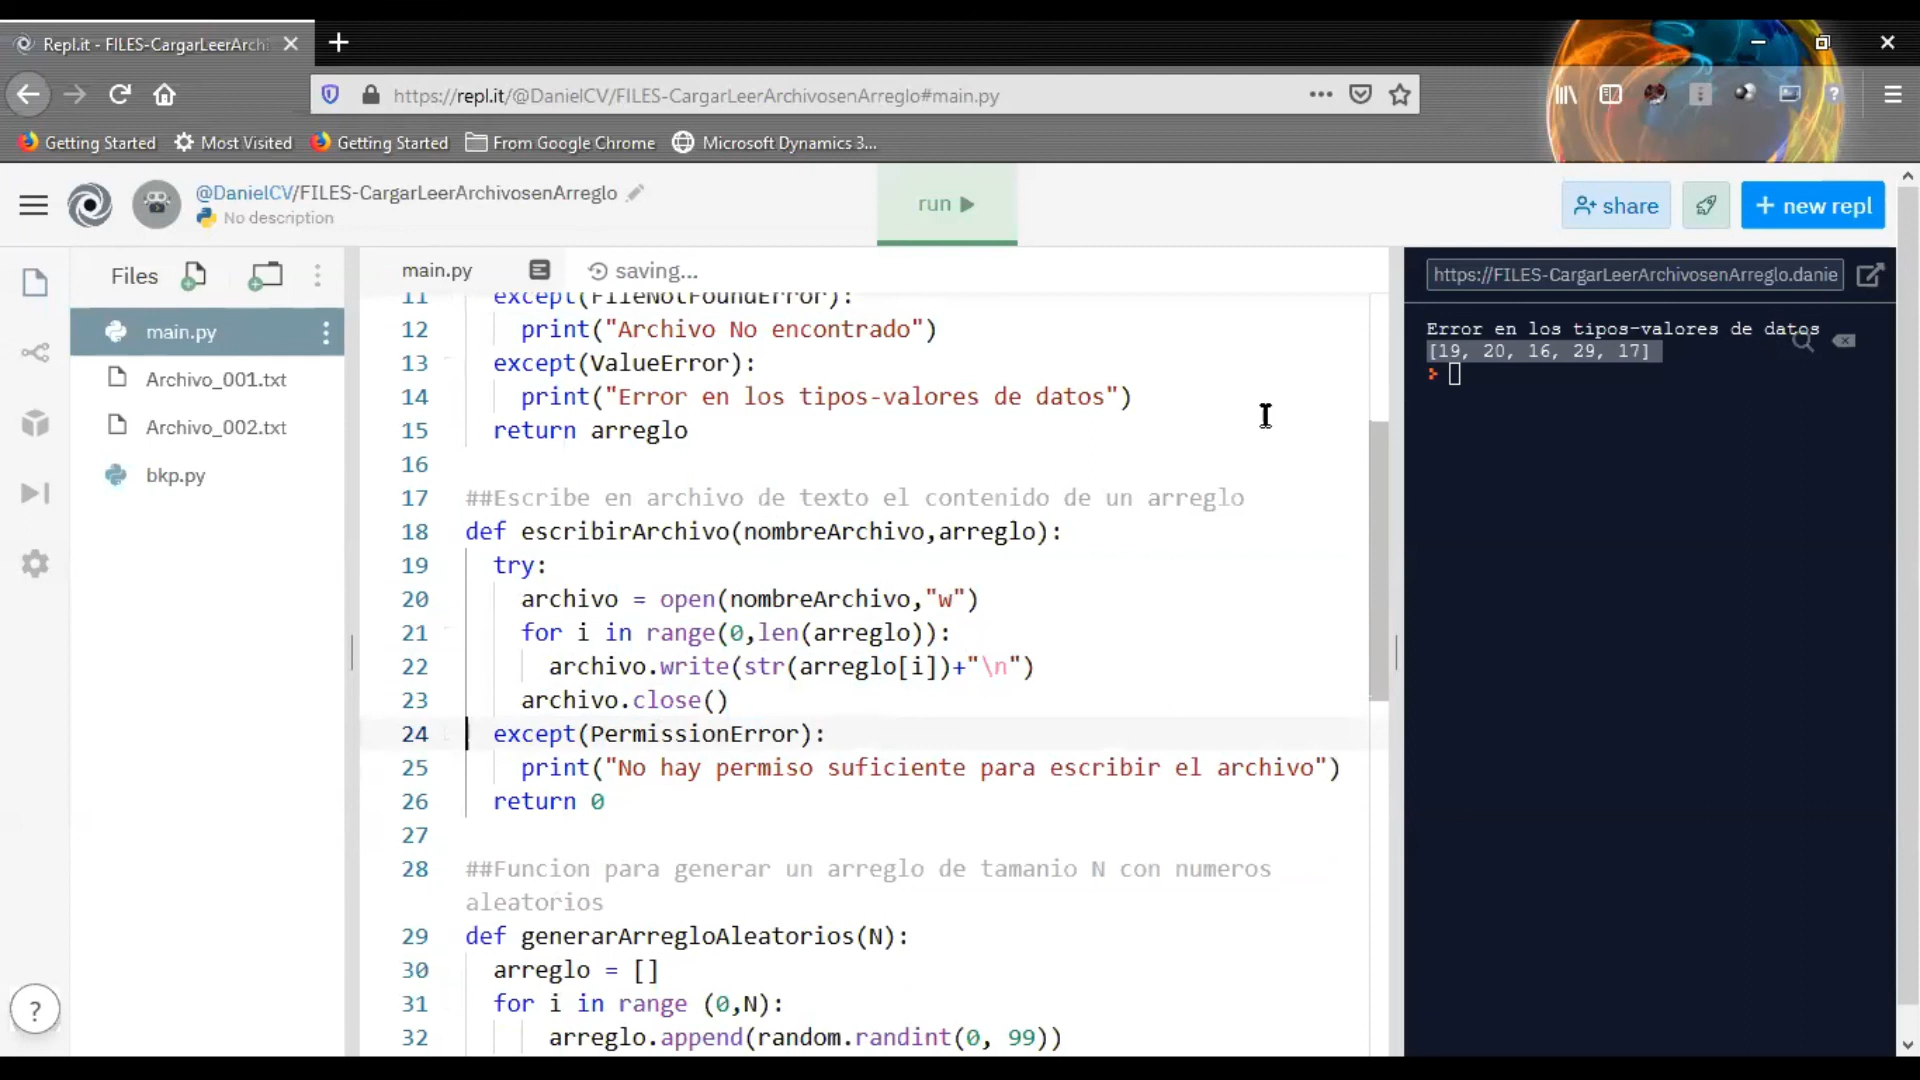 Repl.it - FILES-CargarLeerArchi
https://repl.it/@DanielCV/FILES-CargarLeerArchivosenArreglo#main.py
Getting Started
Most Visited
Getting Started
From Google Chrome
Microsoft Dynamics 3...
@DanielCV/FILES-CargarLeerArchivosenArreglo
No description
run
share
+ new repl
Files
main.py
Archivo_001.txt
Archivo_002.txt
bkp.py
?
main.py
saving...
11 except(FileNotFoundError):
12 print("Archivo No encontrado")
13 except(ValueError):
14 print("Error en los tipos-valores de datos")
15 return arreglo
16
17 ##Escribe en archivo de texto el contenido de un arreglo
18 def escribirArchivo(nombreArchivo,arreglo):
19 try:
20 archivo = open(nombreArchivo,"w")
21 for i in range(0,len(arreglo)):
22 archivo.write(str(arreglo[i])+"\n")
23 archivo.close()
24 except(PermissionError):
25 print("No hay permiso suficiente para escribir el archivo")
26 return 0
27
28 ##Funcion para generar un arreglo de tamanio N con numeros
aleatorios
29 def generarArregloAleatorios(N):
30 arreglo = []
31 for i in range (0,N):
32 arreglo.append(random.randint(0, 99))
https://FILES-CargarLeerArchivosenArreglo.danie
Error en los tipos-valores de datos
[19, 20, 16, 29, 17]
>